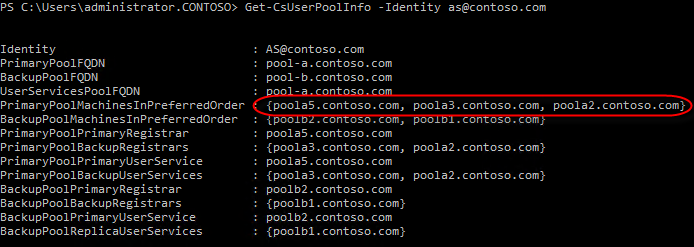 PS C:\Users\administrator.CONTOSO> Get-CsUserPoolInfo -Identity as@contoso.com
Identity : AS@contoso.com
PrimaryPoolFQDN : pool-a.contoso.com
BackupPoolFQDN : pool-b.contoso.com
UserServicesPoolFQDN : pool-a.contoso.com
PrimaryPoolMachinesInPreferredOrder : {poola5.contoso.com, poola3.contoso.com, poola2.contoso.com}
BackupPoolMachinesInPreferredOrder : {poolb2.contoso.com, poolb1.contoso.com}
PrimaryPoolPrimaryRegistrar : poola5.contoso.com
PrimaryPoolBackupRegistrars : {poola3.contoso.com, poola2.contoso.com}
PrimaryPoolPrimaryUserService : poola5.contoso.com
PrimaryPoolBackupUserServices : {poola3.contoso.com, poola2.contoso.com}
BackupPoolPrimaryRegistrar : poolb2.contoso.com
BackupPoolBackupRegistrars : {poolb1.contoso.com}
BackupPoolPrimaryUserService : poolb2.contoso.com
BackupPoolReplicaUserServices : {poolb1.contoso.com}